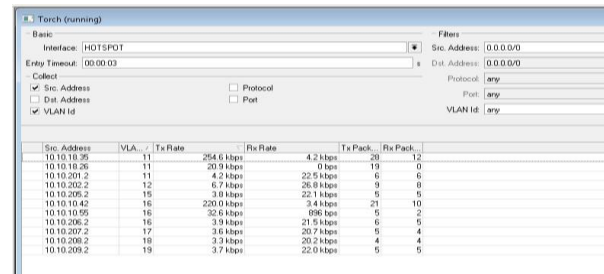 Torch (running)
Basic
Interface: HOTSPOT
Entry Timeout: 00:00:03 s
Collect
Src. Address
Protocol
Dst. Address
Port
VLAN Id
Filters
Src. Address: 0.0.0.0/0
Dst. Address: 0.0.0.0/0
Protocol: any
Port: any
VLAN Id: any
Src. Address VLA... Tx Rate Rx Rate Tx Pack... Rx Pack...
10.10.18.35 11 254.6 kbps 4.2 kbps 28 12
10.10.18.26 11 20.9 kbps 0 bps 19 0
10.10.201.2 11 4.2 kbps 22.5 kbps 6 6
10.10.202.2 12 6.7 kbps 26.8 kbps 9 8
10.10.205.2 15 3.8 kbps 22.1 kbps 5 5
10.10.10.42 16 220.0 kbps 3.4 kbps 21 10
10.10.10.55 16 32.6 kbps 896 bps 5 2
10.10.206.2 16 3.9 kbps 21.5 kbps 6 5
10.10.207.2 17 3.6 kbps 20.7 kbps 5 4
10.10.208.2 18 3.3 kbps 20.2 kbps 4 4
10.10.209.2 19 3.7 kbps 22.0 kbps 5 5